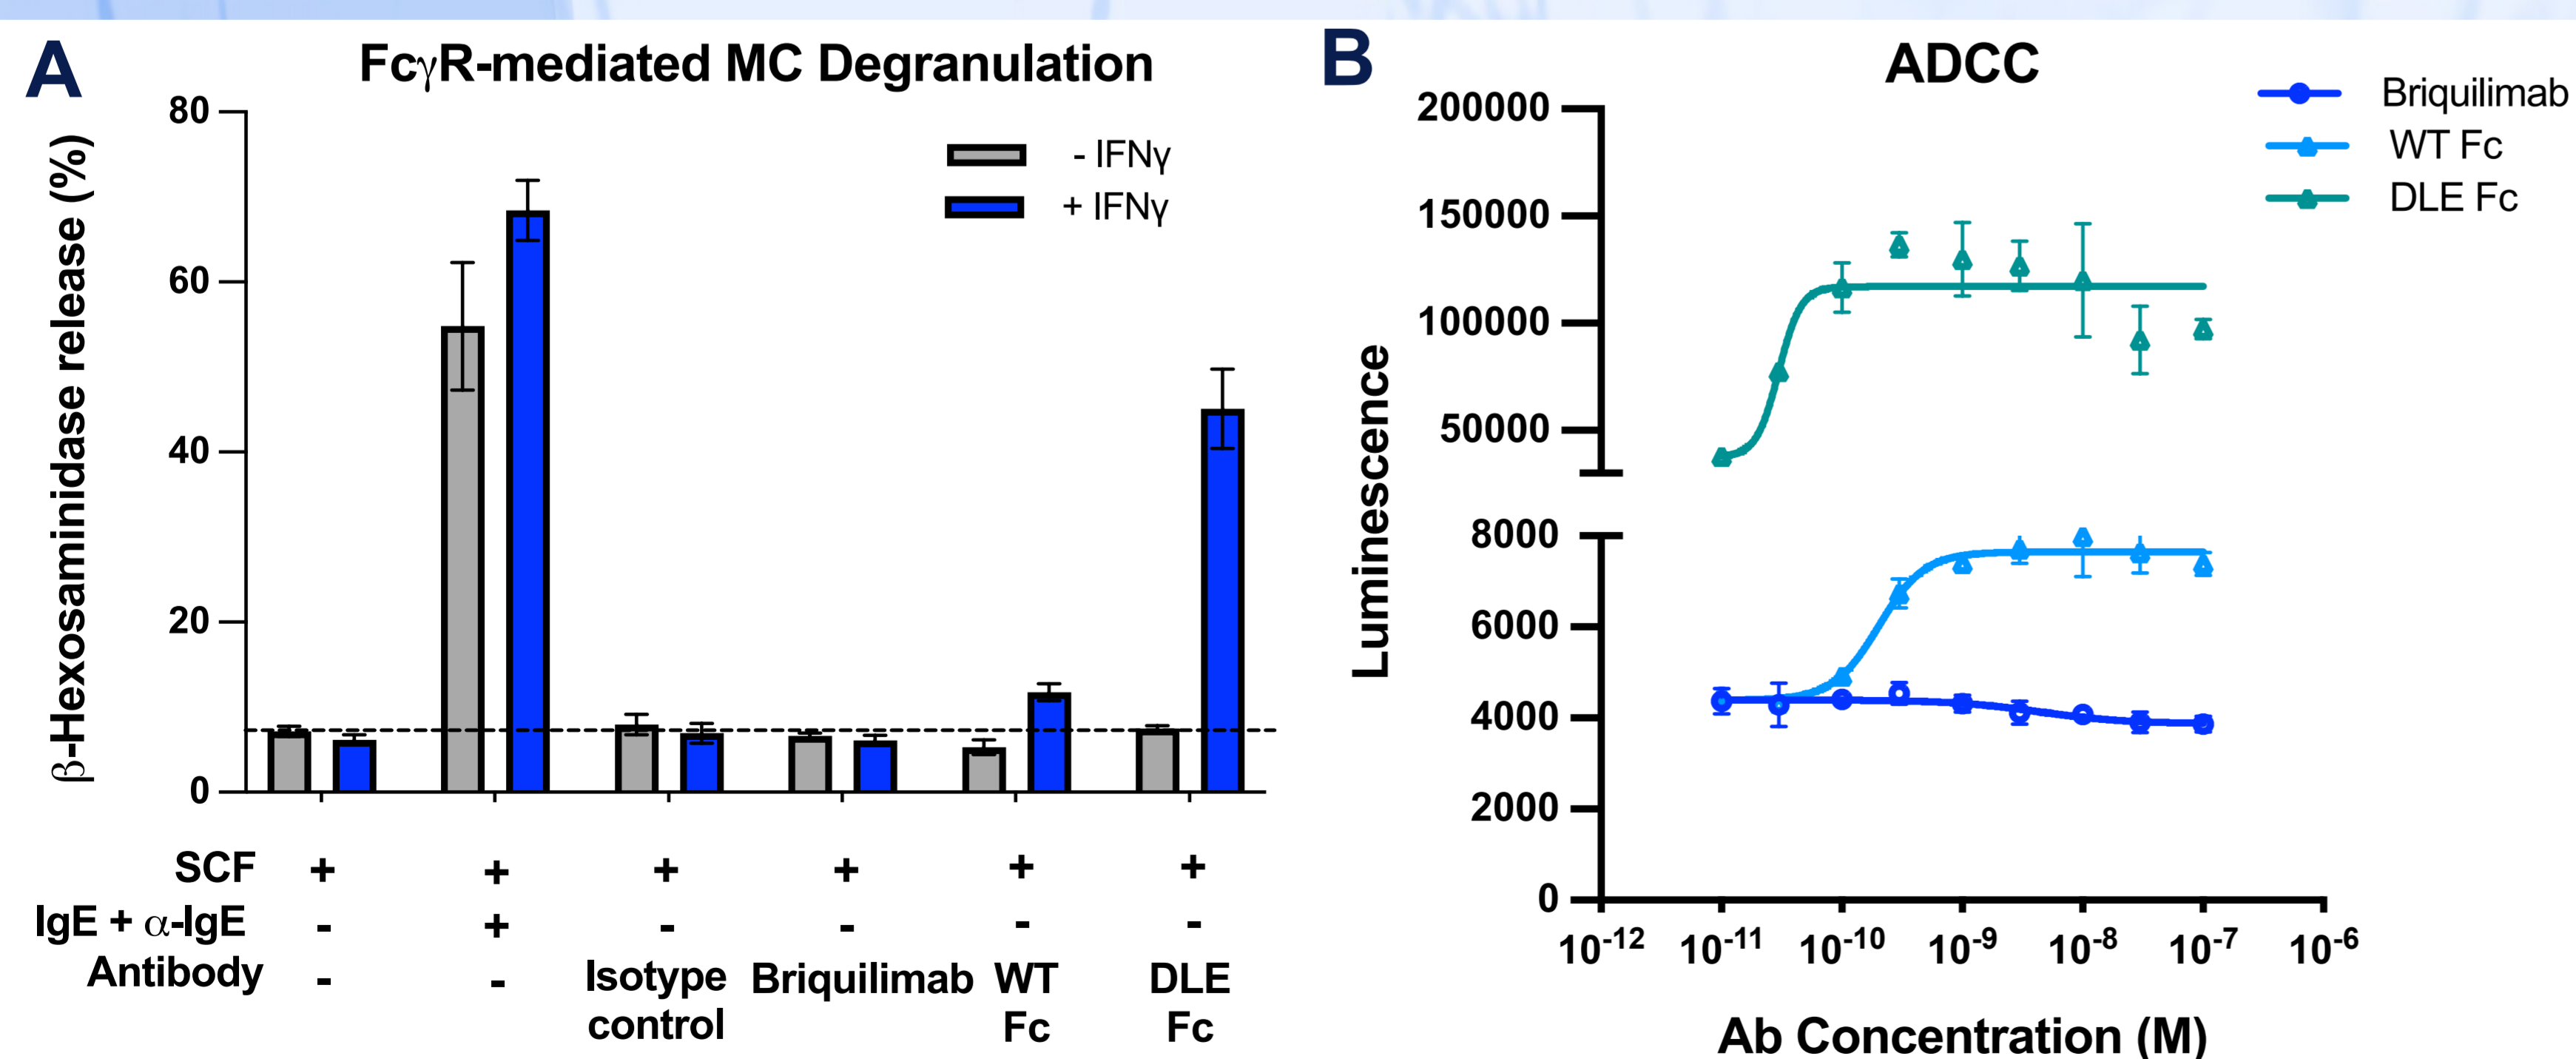 A
FcγR-mediated MC Degranulation
β-Hexosaminidase release (%)
80
60
40
20
0
- IFNγ
+ IFNγ
SCF + + + + + +
IgE + α-IgE - + - - - -
Antibody - - Isotype control Briquilimab WT Fc DLE Fc
B
ADCC
Briquilimab
WT Fc
DLE Fc
Luminescence
200000
150000
100000
50000
8000
6000
4000
2000
0
10-12 10-11 10-10 10-9 10-8 10-7 10-6
Ab Concentration (M)